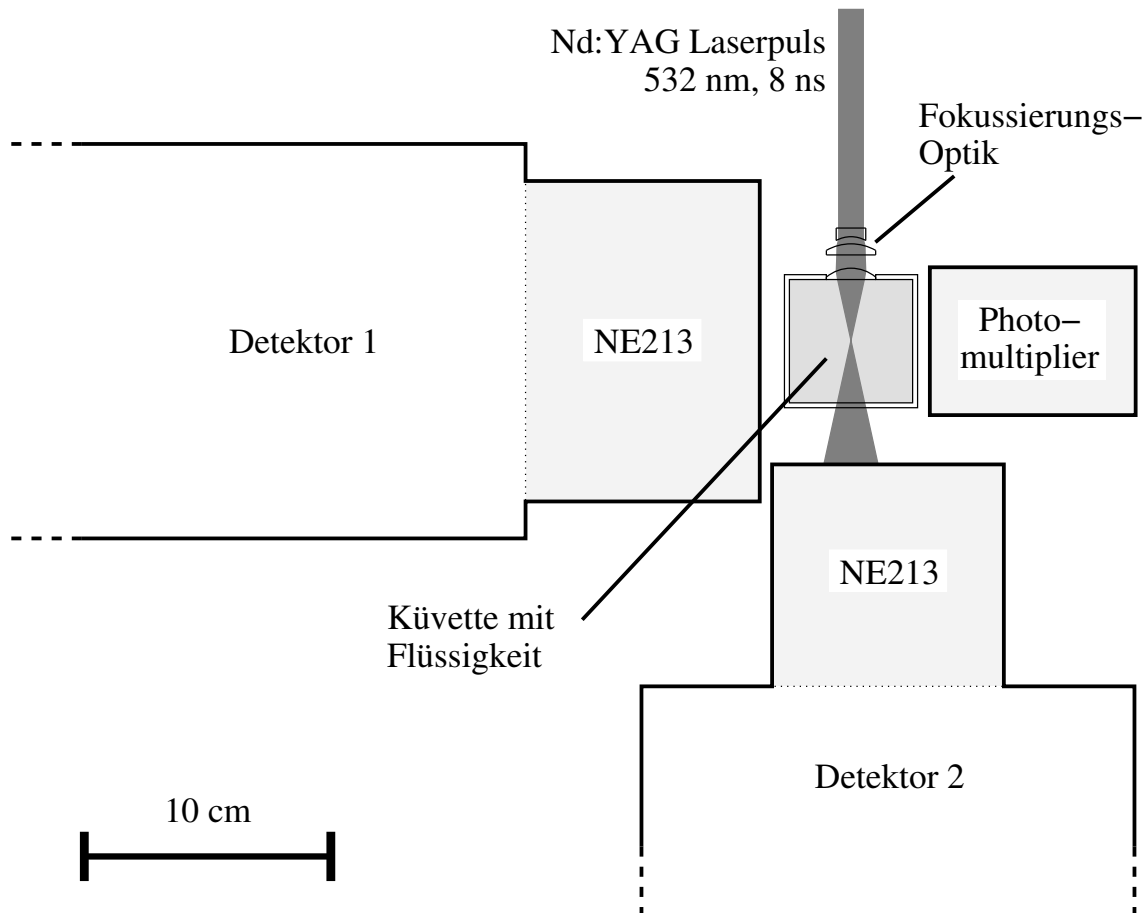 Nd:YAG Laserpuls
532 nm, 8 ns
Fokussierungs–
Optik
Detektor 1
NE213
Photo–
multiplier
NE213
Küvette mit
Flüssigkeit
Detektor 2
10 cm